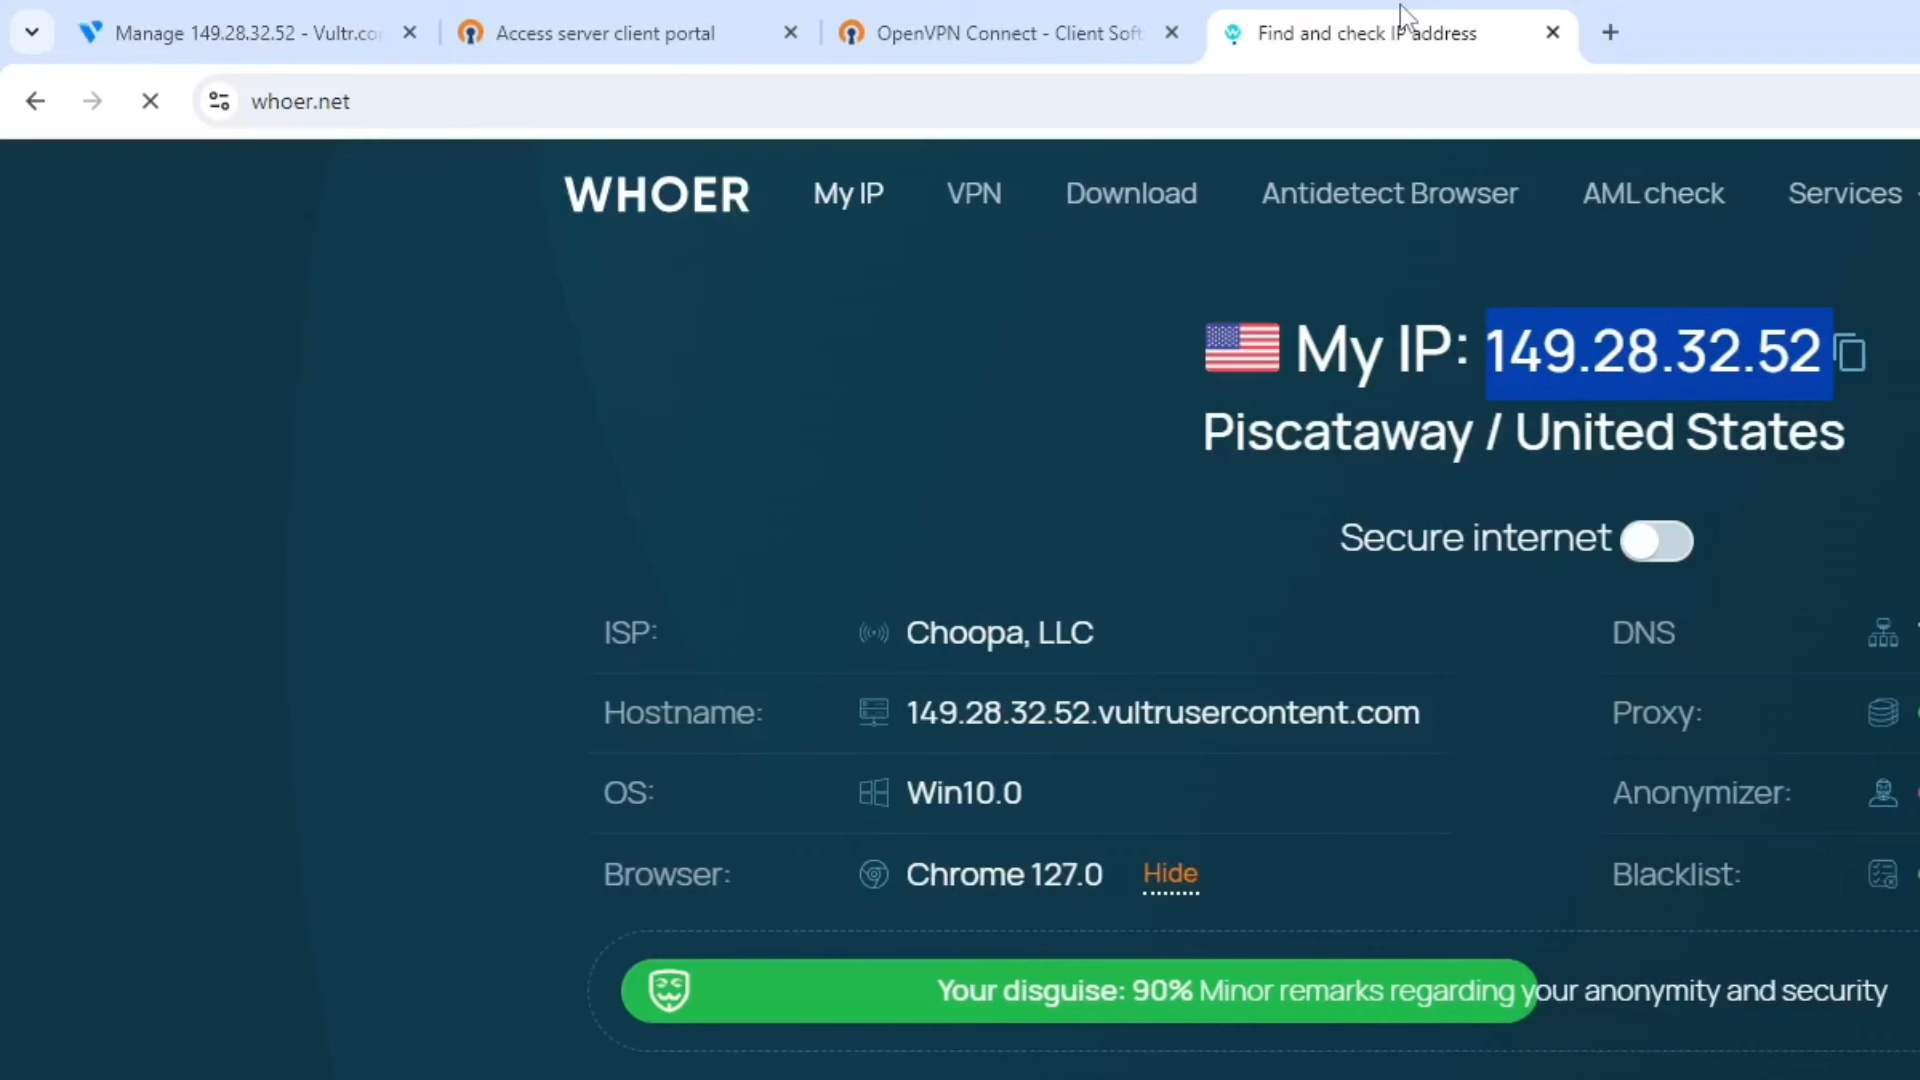 Manage 149.28.32.52 - Vultr.co
Access server client portal
OpenVPN Connect - Client Soft
Find and check IP address
whoer.net
WHOER
My IP
VPN
Download
Antidetect Browser
AML check
Services
My IP: 149.28.32.52
Piscataway / United States
Secure internet
ISP:
Choopa, LLC
DNS
Hostname:
149.28.32.52.vultrusercontent.com
Proxy:
OS:
Win10.0
Anonymizer:
Browser:
Chrome 127.0
Hide
Blacklist:
Your disguise: 90% Minor remarks regarding your anonymity and security